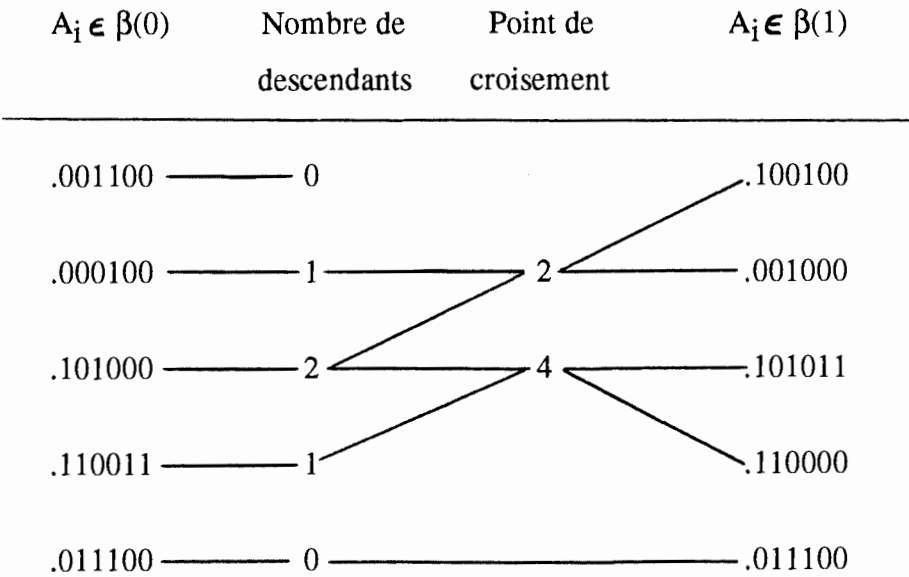 Aᵢ ϵ β(0) Nombre de Point de Aᵢ ϵ β(1)
descendants croisement
.001100 0 .100100
.000100 1 2 .001000
.101000 2 4 .101011
.110011 1 .110000
.011100 0 .011100